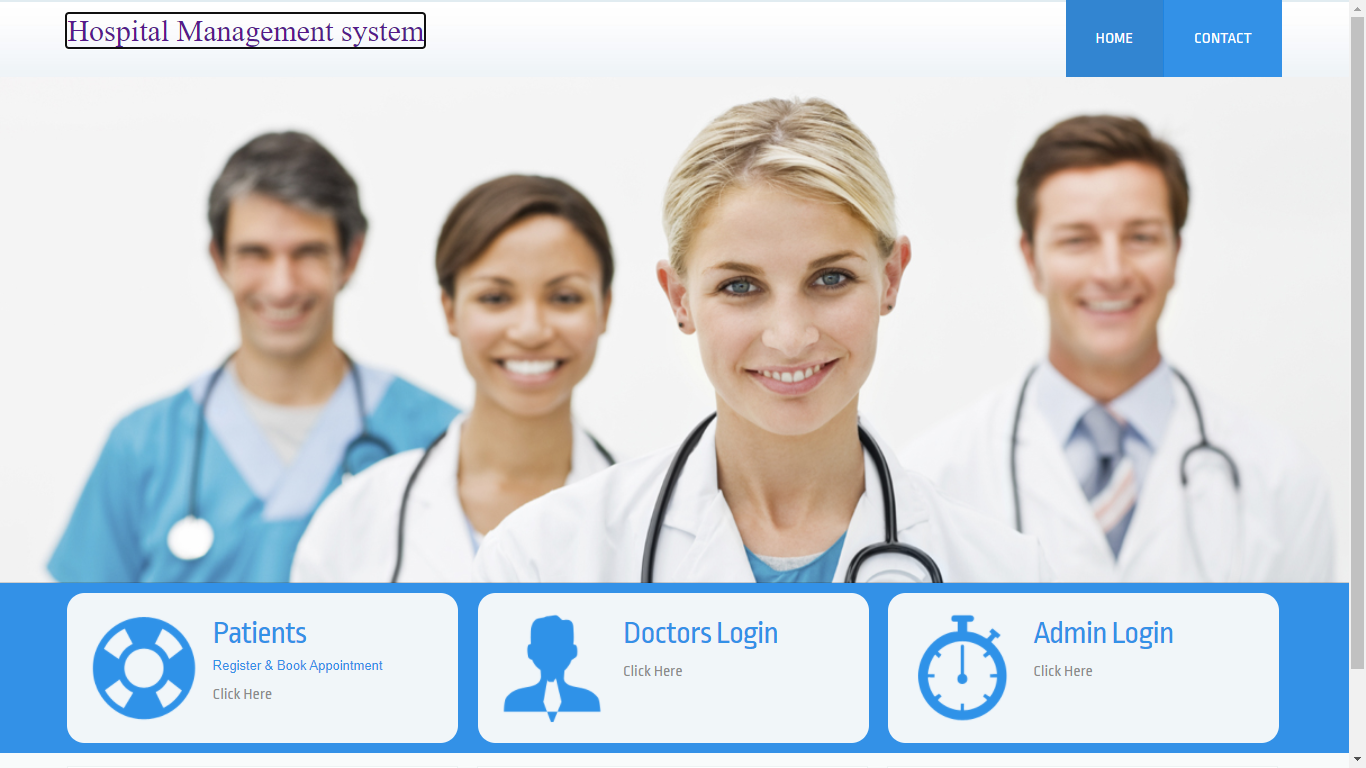 Hospital Management system
HOME
CONTACT
Patients
Register & Book Appointment
Click Here
Doctors Login
Click Here
Admin Login
Click Here